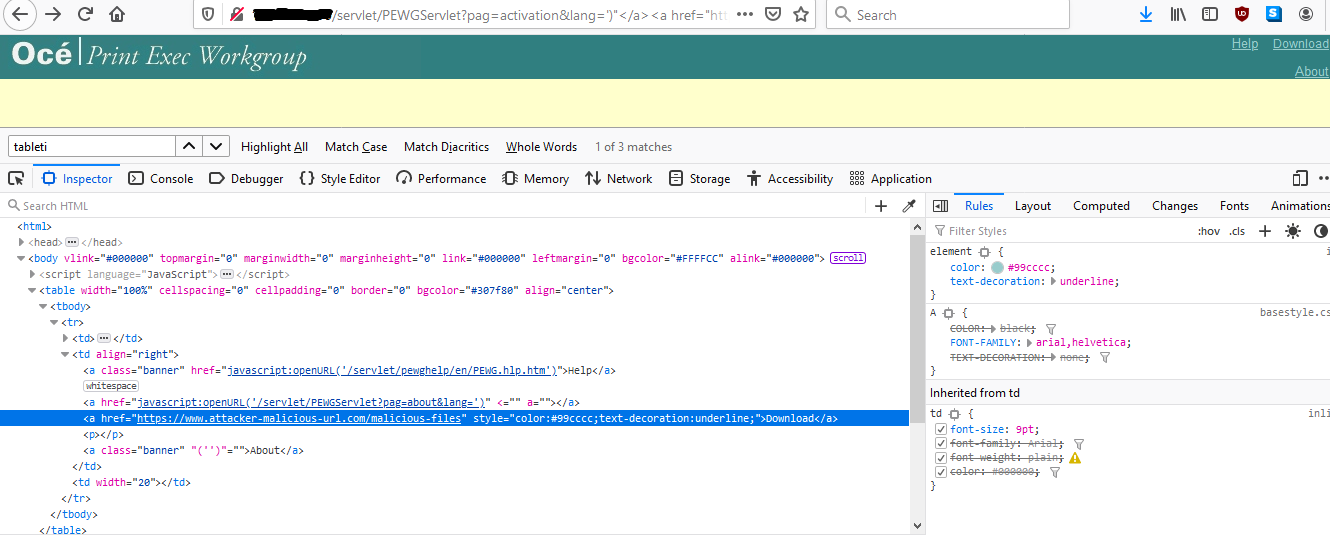 /servlet/PEWGServlet?pag=activation&lang=')"</a><a href="ht
Search
Océ Print Exec Workgroup
Help Download
About
tableti
Highlight All Match Case Match Diacritics Whole Words 1 of 3 matches
Inspector Console Debugger Style Editor Performance Memory Network Storage Accessibility Application
Search HTML
Rules Layout Computed Changes Fonts Animations
Filter Styles :hov .cls
<html>
<head></head>
<body vlink="#000000" topmargin="0" marginwidth="0" marginheight="0" link="#000000" leftmargin="0" bgcolor="#FFFFCC" alink="#000000"> scroll
<script language="JavaScript"></script>
<table width="100%" cellspacing="0" cellpadding="0" border="0" bgcolor="#307f80" align="center">
<tbody>
<tr>
<td></td>
<td align="right">
<a class="banner" href="javascript:openURL('/servlet/pewghelp/en/PEWG.hlp.htm')">Help</a>
whitespace
<a href="javascript:openURL('/servlet/PEWGServlet?pag=about&lang=')" <="" a=""></a>
<a href="https://www.attacker-malicious-url.com/malicious-files" style="color:#99cccc;text-decoration:underline;">Download</a>
<p></p>
<a class="banner" "('')"="">About</a>
</td>
<td width="20"></td>
</tr>
</tbody>
</table>
element {
color: #99cccc;
text-decoration: underline;
}
A { basestyle.cs
COLOR: black;
FONT-FAMILY: arial,helvetica;
TEXT-DECORATION: none;
}
Inherited from td
td { inli
font-size: 9pt;
font-family: Arial;
font-weight: plain;
color: #000000;
}